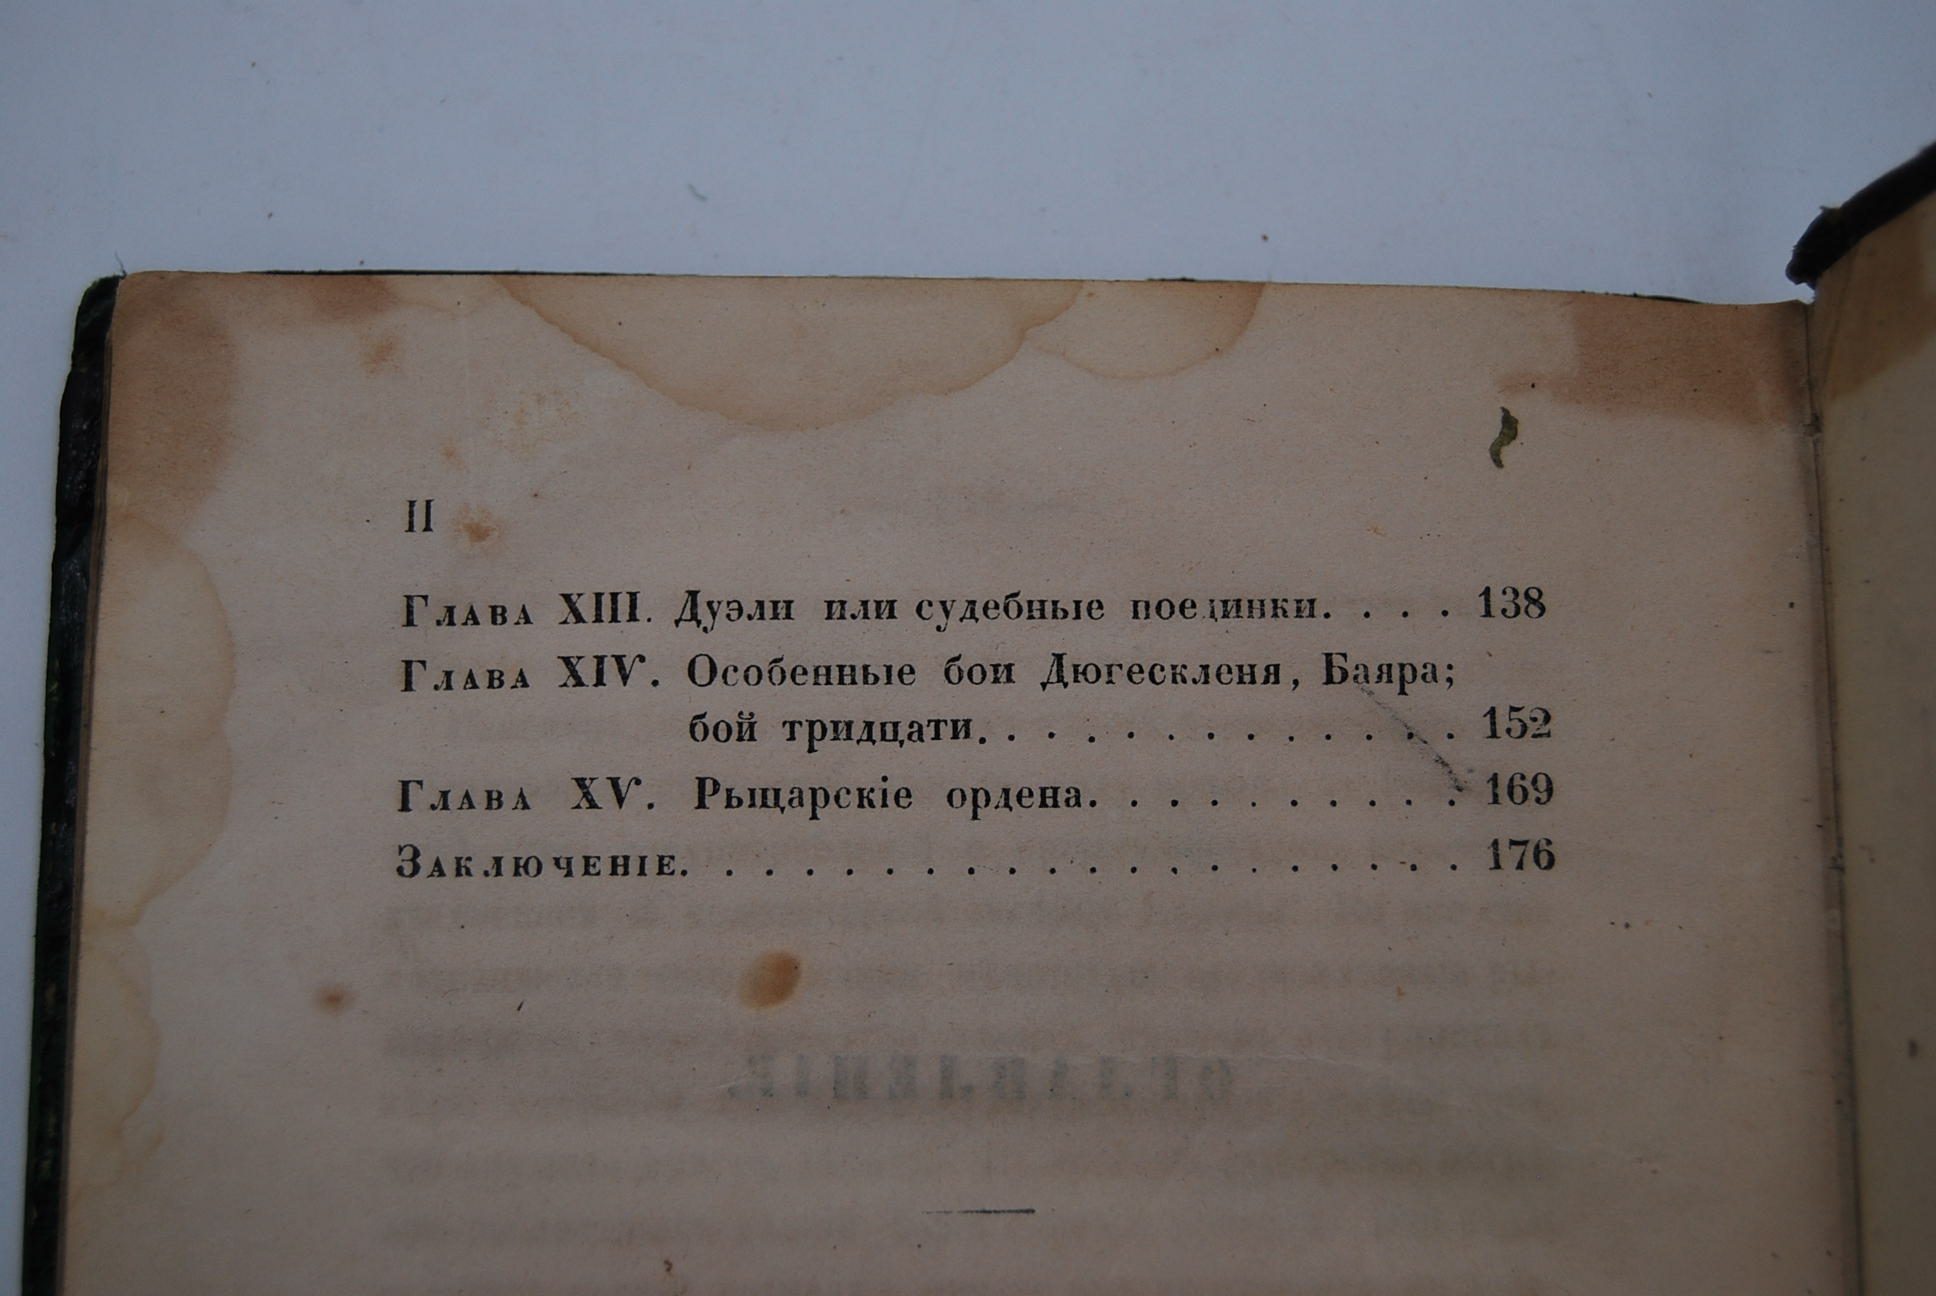 II
Глава XIII. Дуэли или судебные поединки. . . . 138
Глава XIV. Особенные бои Дюгескленя, Баяра;
бой тридцати. . . . . . . . . . . . . 152
Глава XV. Рыцарскіе ордена. . . . . . . . . . 169
Заключеніе. . . . . . . . . . . . . . . . . . . . 176